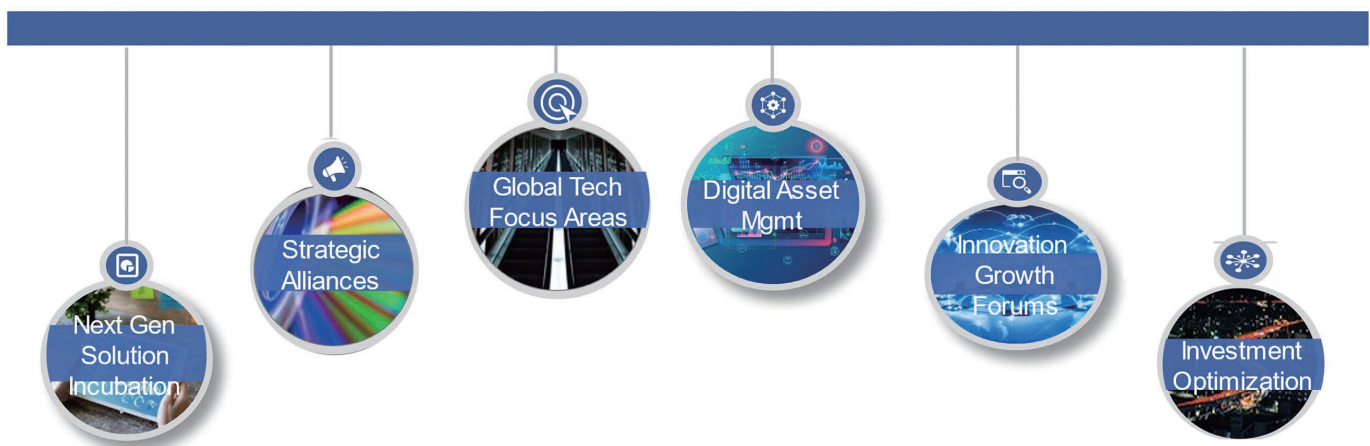 Next Gen
Solution
Incubation
Strategic
Alliances
Global Tech
Focus Areas
Digital Asset
Mgmt
Innovation
Growth
Forums
Investment
Optimization